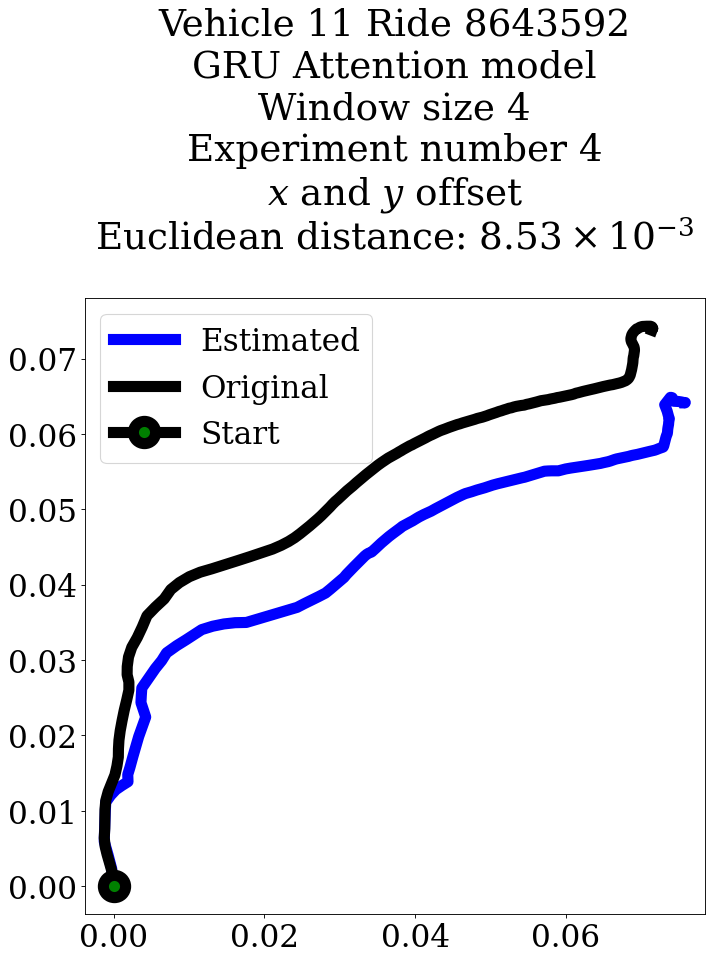 Vehicle 11 Ride 8643592
GRU Attention model
Window size 4
Experiment number 4
x and y offset
Euclidean distance: 8.53 × 10⁻³
Estimated
Original
Start
0.07
0.06
0.05
0.04
0.03
0.02
0.01
0.00
0.00 0.02 0.04 0.06